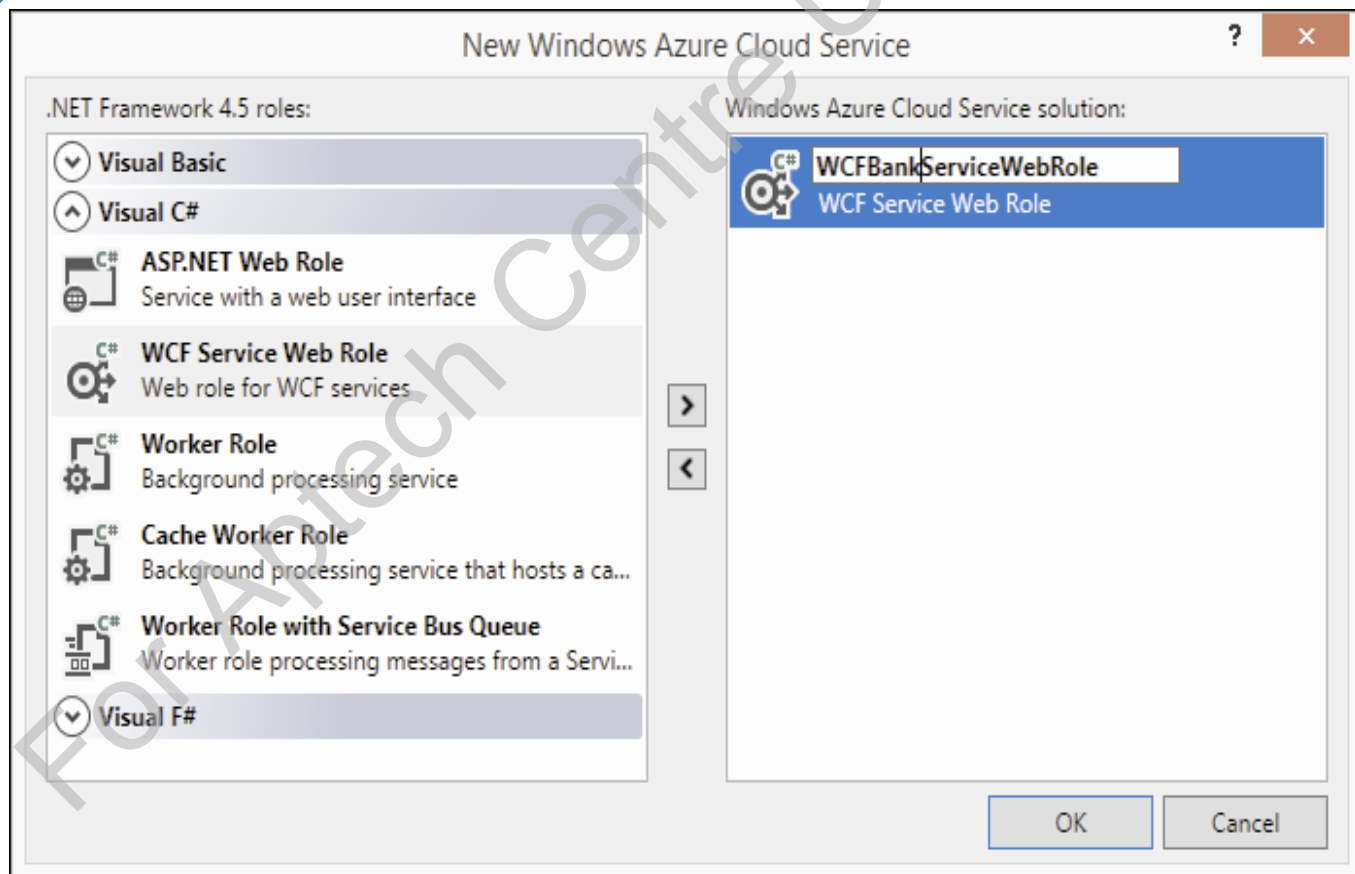 New Windows Azure Cloud Service
?
×
.NET Framework 4.5 roles:
Visual Basic
Visual C#
C#
ASP.NET Web Role
Service with a web user interface
C#
WCF Service Web Role
Web role for WCF services
C#
Worker Role
Background processing service
C#
Cache Worker Role
Background processing service that hosts a ca...
C#
Worker Role with Service Bus Queue
Worker role processing messages from a Servi...
Visual F#
>
<
Windows Azure Cloud Service solution:
C#
WCFBankServiceWebRole
WCF Service Web Role
OK
Cancel
For Aptech Centre